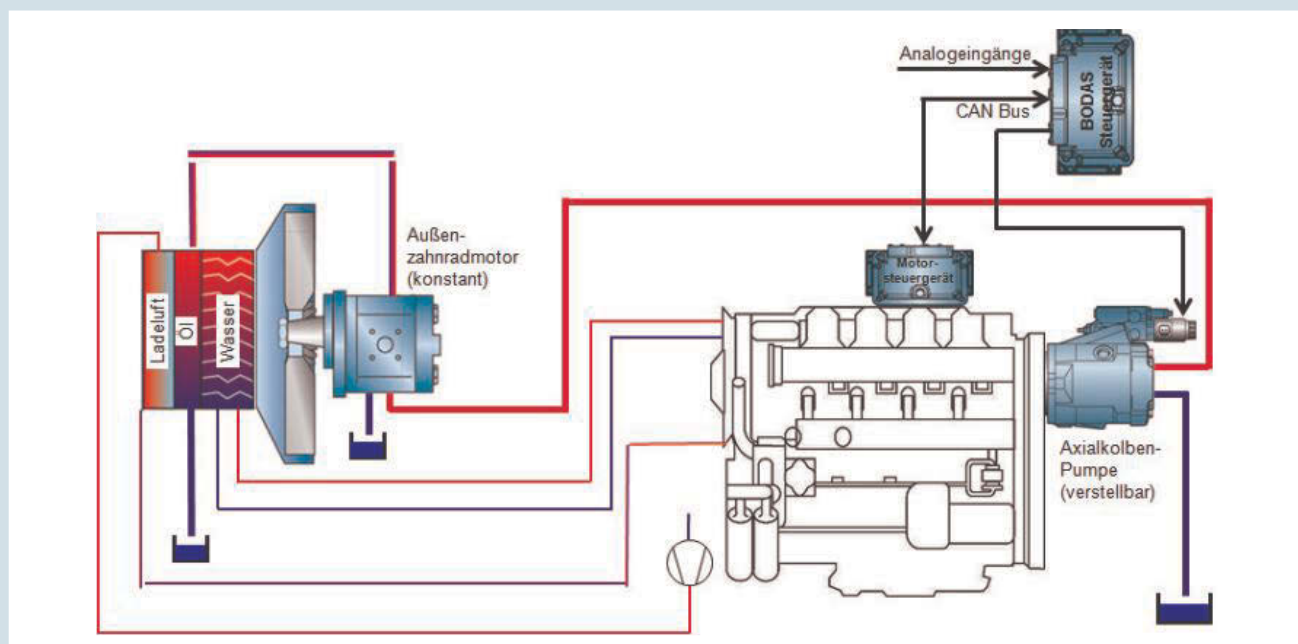 Analogeingänge
CAN Bus
BODAS
Steuergerät
Außen-
zahnradmotor
(konstant)
Motor-
steuergerät
Ladeluft
Öl
Wasser
Axialkolben-
Pumpe
(verstellbar)